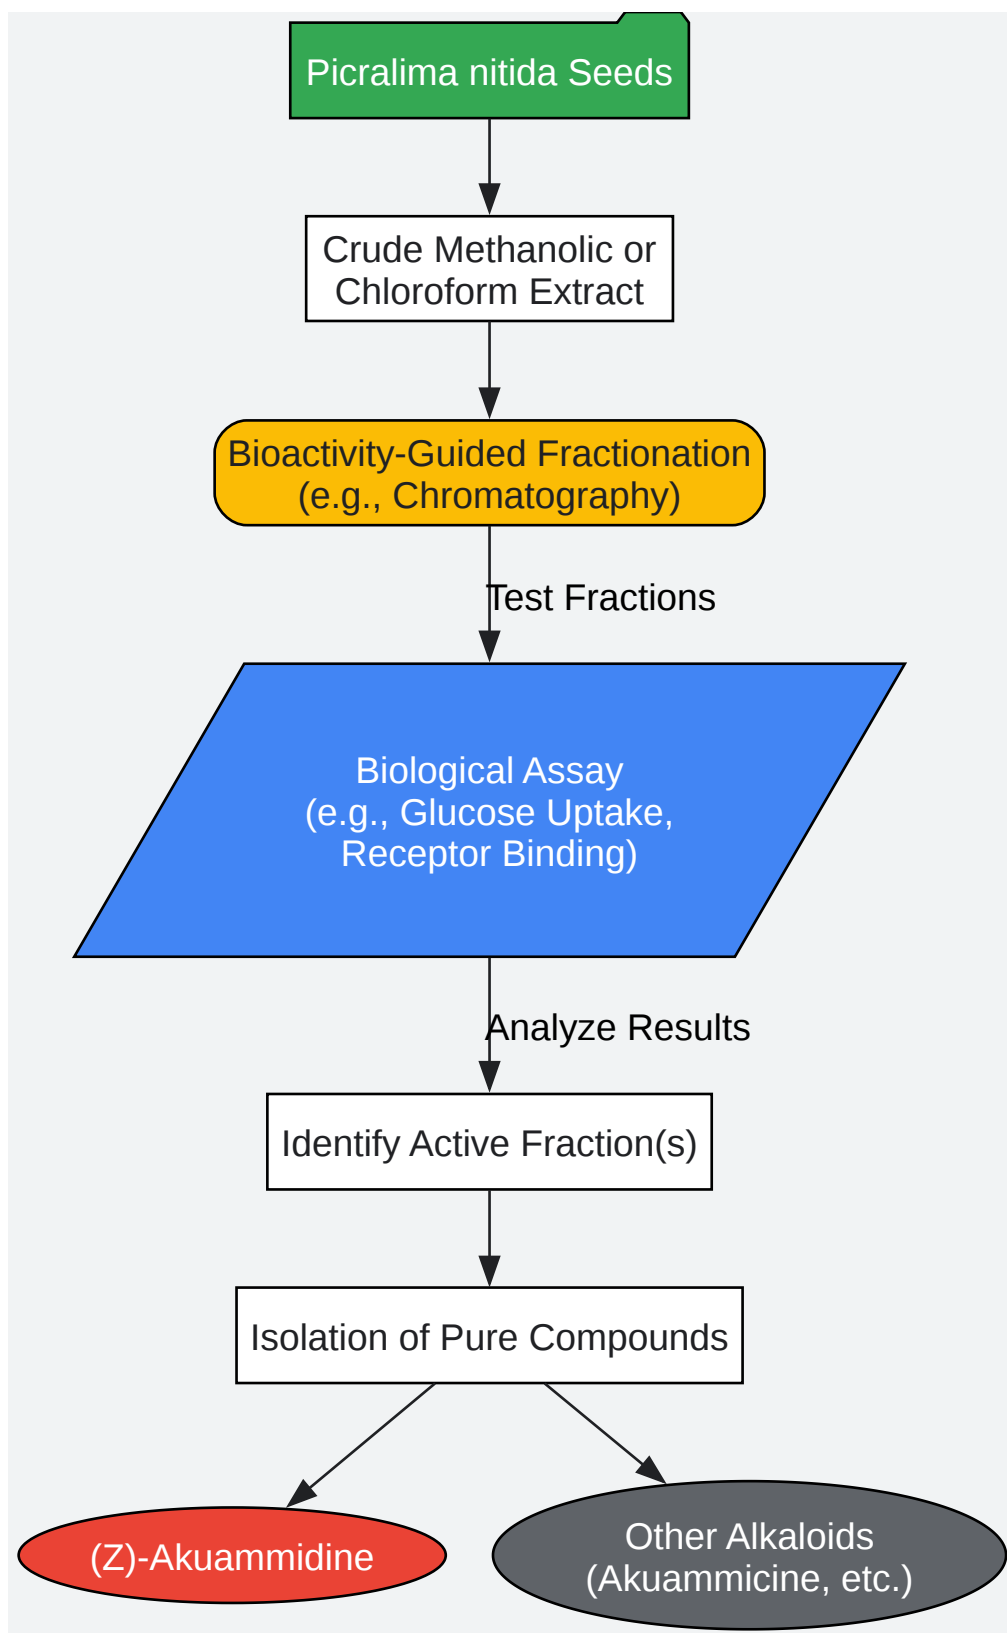 Picralima nitida Seeds
Crude Methanolic or
Chloroform Extract
Bioactivity-Guided Fractionation
(e.g., Chromatography)
Test Fractions
Biological Assay
(e.g., Glucose Uptake,
Receptor Binding)
Analyze Results
Identify Active Fraction(s)
Isolation of Pure Compounds
(Z)-Akuammidine
Other Alkaloids
(Akuammicine, etc.)